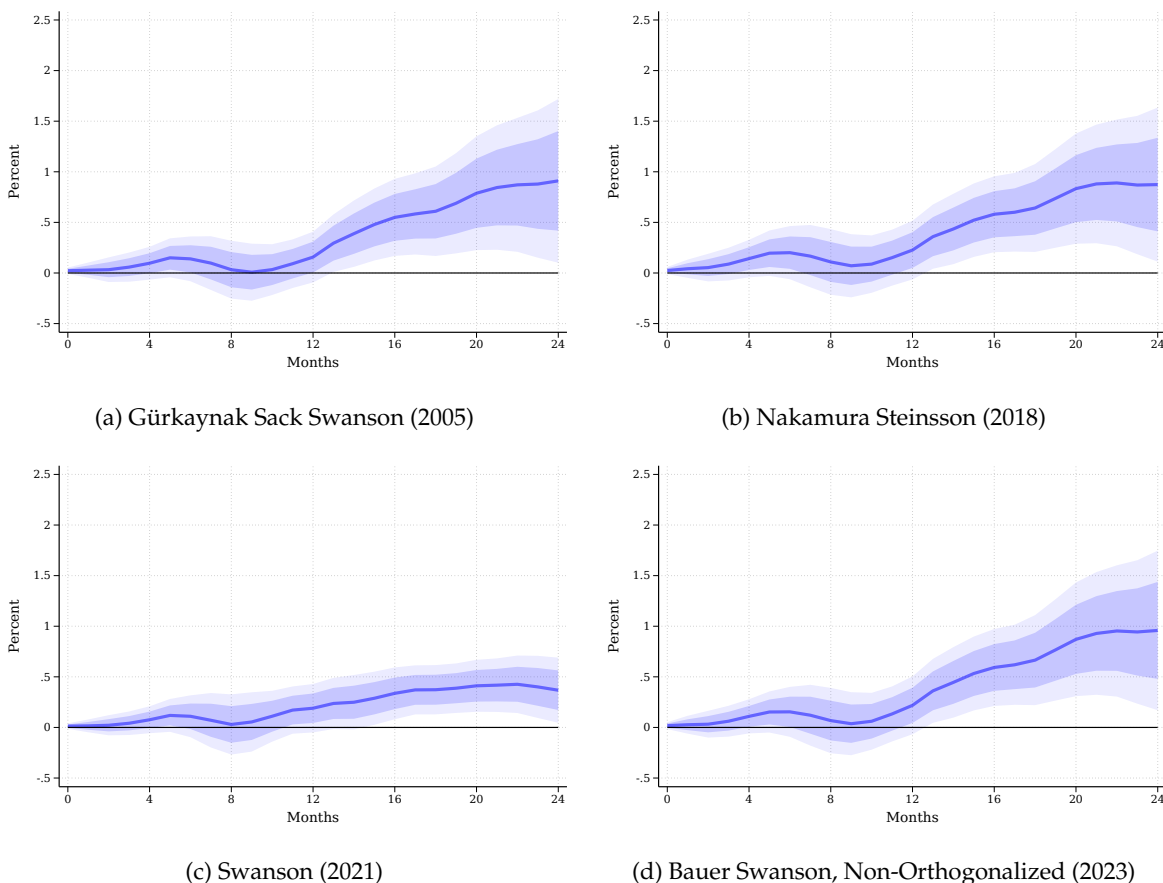 2.5
2
1.5
1
.5
0
-.5
Percent
0 4 8 12 16 20 24
Months
(a) Gürkaynak Sack Swanson (2005)
2.5
2
1.5
1
.5
0
-.5
Percent
0 4 8 12 16 20 24
Months
(b) Nakamura Steinsson (2018)
2.5
2
1.5
1
.5
0
-.5
Percent
0 4 8 12 16 20 24
Months
(c) Swanson (2021)
2.5
2
1.5
1
.5
0
-.5
Percent
0 4 8 12 16 20 24
Months
(d) Bauer Swanson, Non-Orthogonalized (2023)